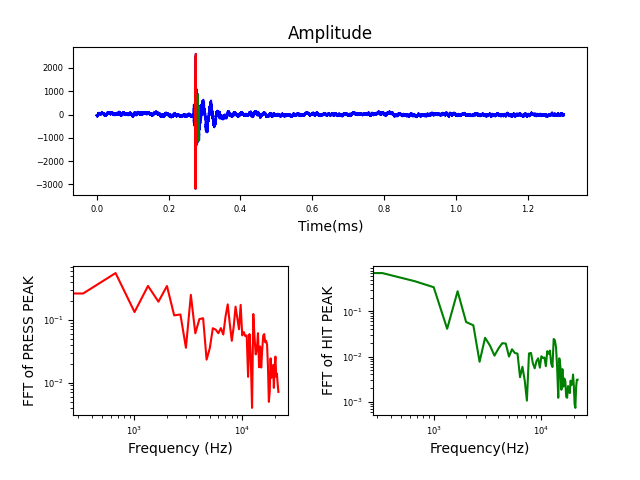 Amplitude
2000
1000
0
−1000
−2000
−3000
0.0 0.2 0.4 0.6 0.8 1.0 1.2
Time(ms)
FFT of PRESS PEAK
10⁻¹
10⁻²
10³ 10⁴
Frequency (Hz)
FFT of HIT PEAK
10⁻¹
10⁻²
10⁻³
10³ 10⁴
Frequency(Hz)